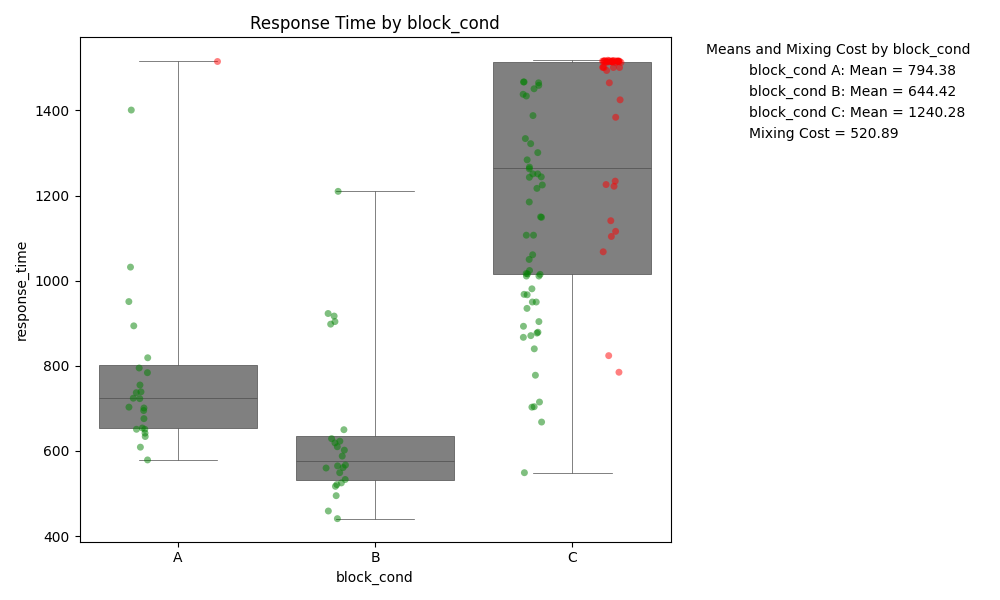 Response Time by block_cond
Means and Mixing Cost by block_cond
block_cond A: Mean = 794.38
block_cond B: Mean = 644.42
block_cond C: Mean = 1240.28
Mixing Cost = 520.89
response_time
1400
1200
1000
800
600
400
A
B
C
block_cond